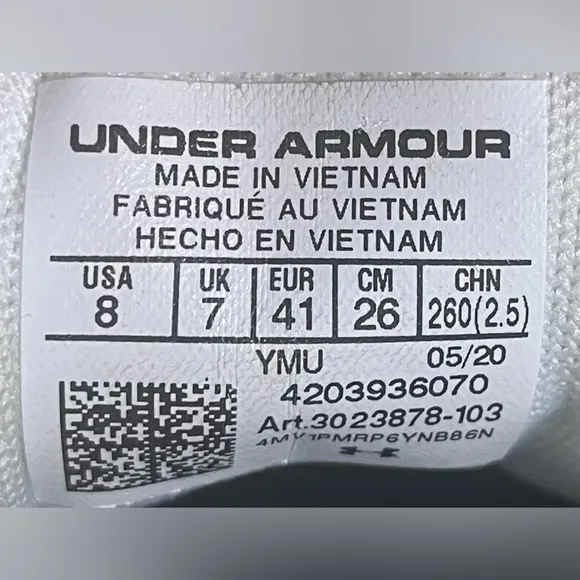 UNDER ARMOUR
MADE IN VIETNAM
FABRIQUÉ AU VIETNAM
HECHO EN VIETNAM
USA UK EUR CM CHN
8 7 41 26 260(2.5)
YMU 05/20
4203936070
Art.3023878-103